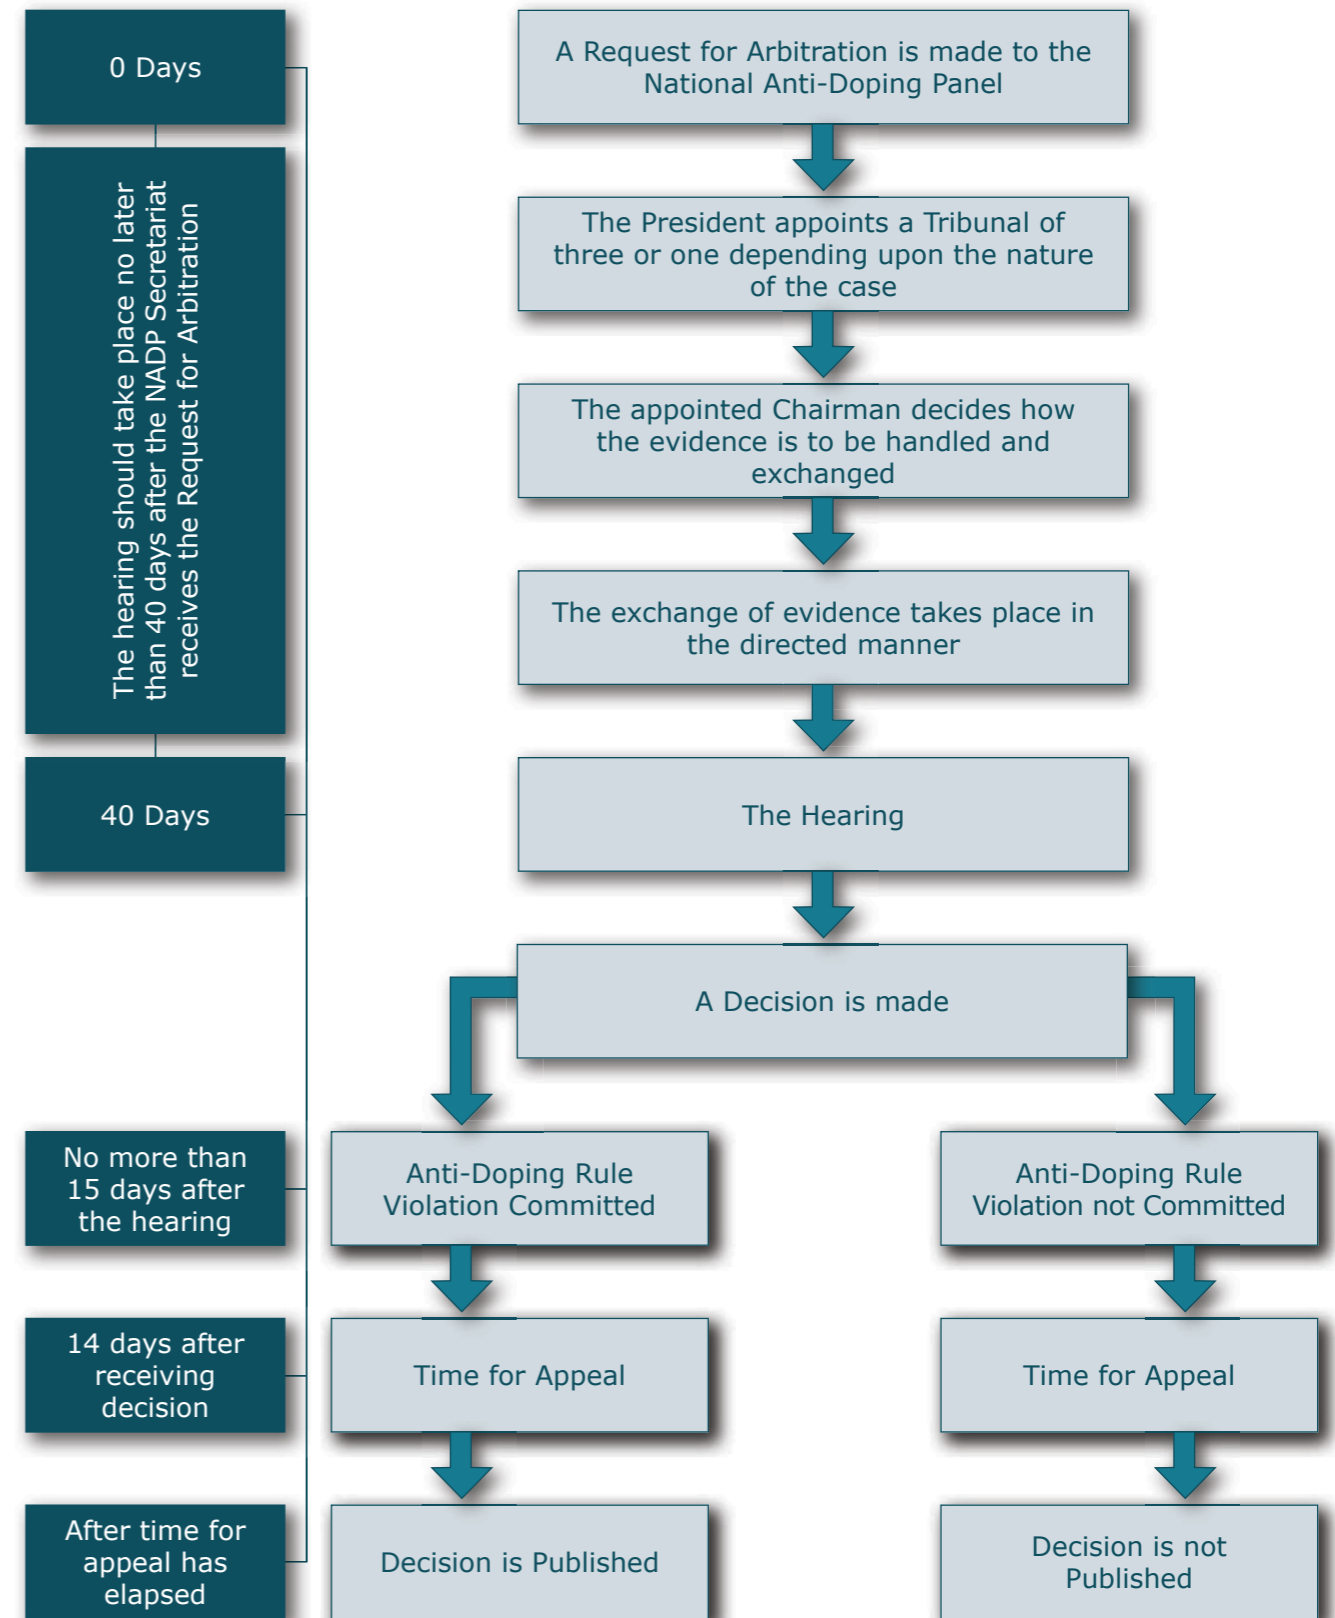 0 Days
A Request for Arbitration is made to the
National Anti-Doping Panel
The hearing should take place no later
than 40 days after the NADP Secretariat
receives the Request for Arbitration
The President appoints a Tribunal of
three or one depending upon the nature
of the case
The appointed Chairman decides how
the evidence is to be handled and
exchanged
The exchange of evidence takes place in
the directed manner
40 Days
The Hearing
A Decision is made
No more than
15 days after
the hearing
Anti-Doping Rule
Violation Committed
Anti-Doping Rule
Violation not Committed
14 days after
receiving
decision
Time for Appeal
Time for Appeal
After time for
appeal has
elapsed
Decision is Published
Decision is not
Published